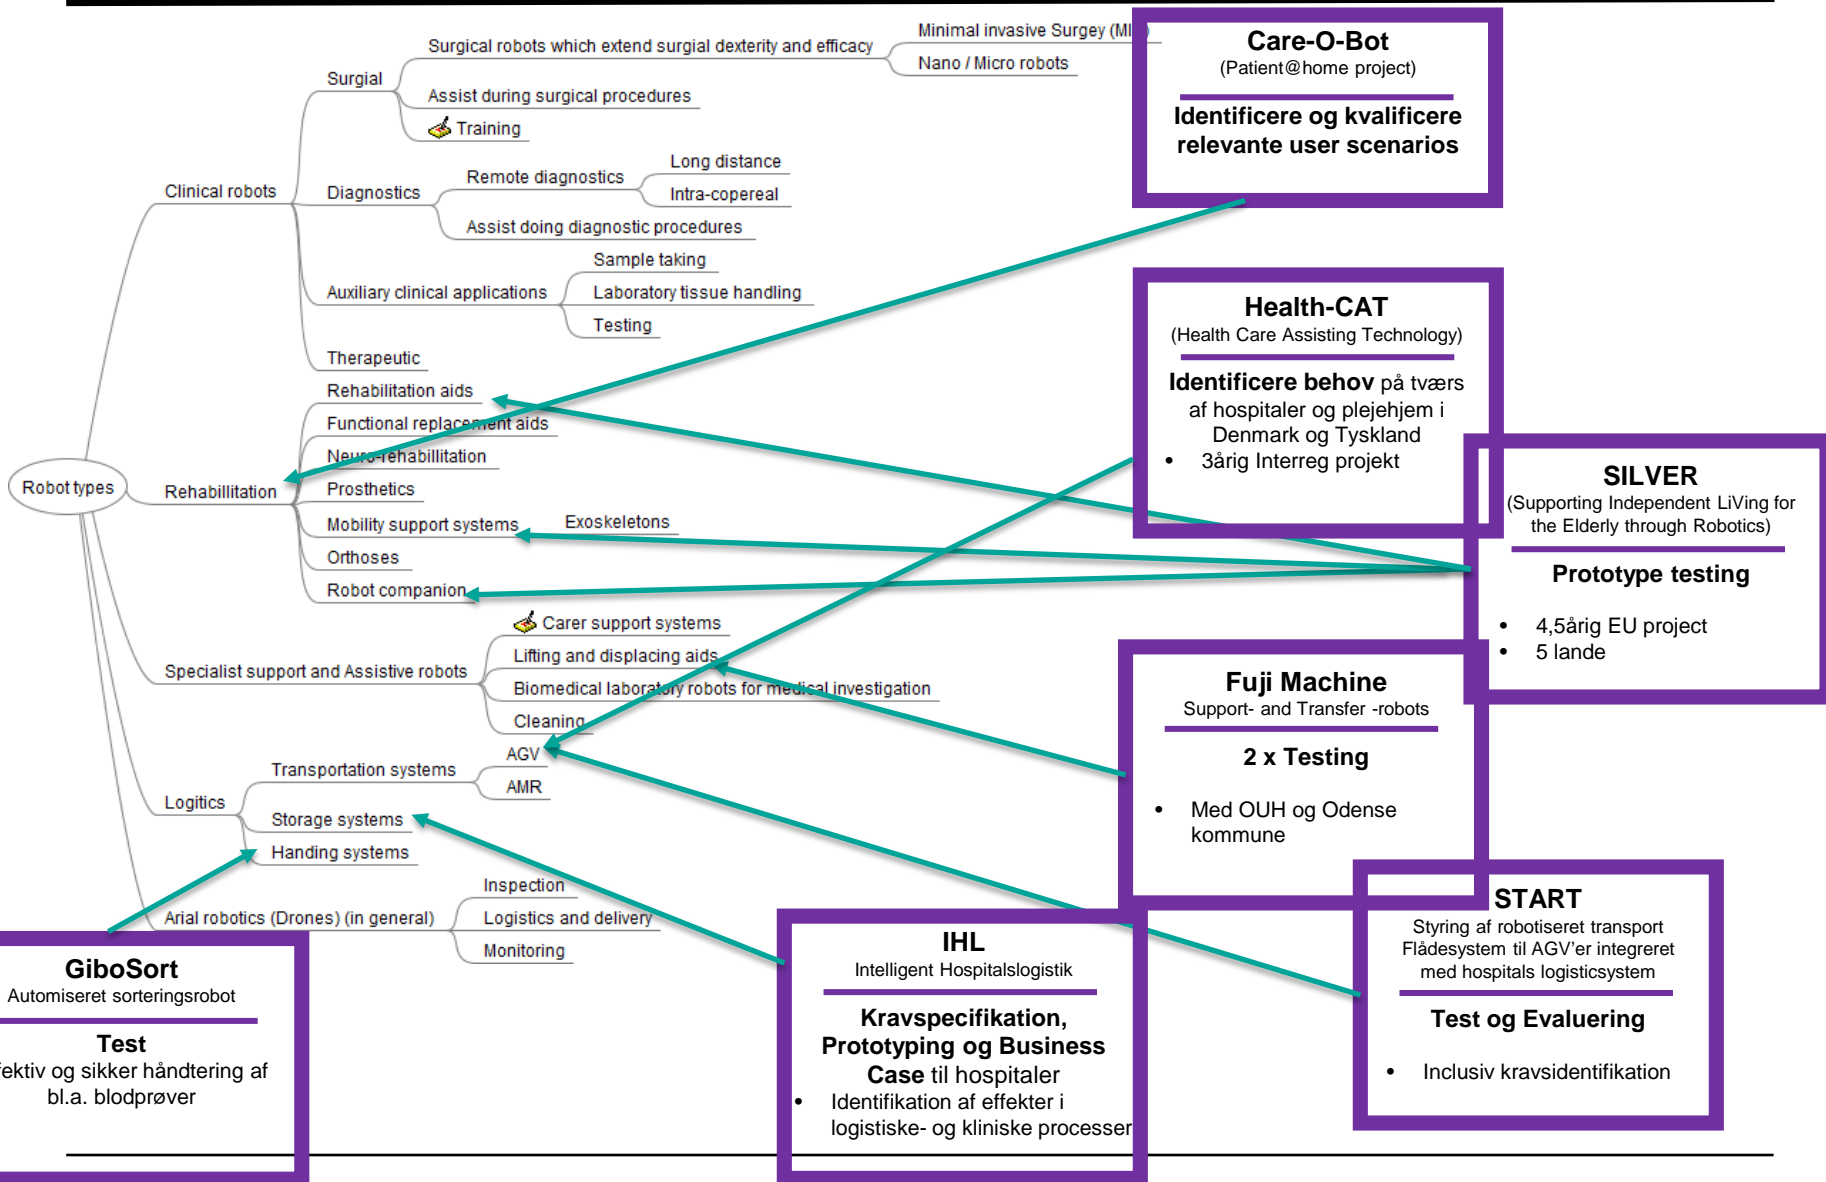 Robot types
Clinical robots
Surgial
Surgical robots which extend surgial dexterity and efficacy
Minimal invasive Surgey (MI
)
Nano / Micro robots
Assist during surgical procedures
Training
Diagnostics
Remote diagnostics
Long distance
Intra-copereal
Assist doing diagnostic procedures
Auxiliary clinical applications
Sample taking
Laboratory tissue handling
Testing
Therapeutic
Rehabillitation
Rehabilitation aids
Functional replacement aids
Neuro-rehabillitation
Prosthetics
Mobility support systems
Exoskeletons
Orthoses
Robot companion
Specialist support and Assistive robots
Carer support systems
Lifting and displacing aids
Biomedical laboratory robots for medical investigation
Cleaning
Logitics
Transportation systems
AGV
AMR
Storage systems
Handing systems
Arial robotics (Drones) (in general)
Inspection
Logistics and delivery
Monitoring
Care-O-Bot
(Patient@home project)
Identificere og kvalificere
relevante user scenarios
Health-CAT
(Health Care Assisting Technology)
Identificere behov på tværs
af hospitaler og plejehjem i
Denmark og Tyskland
• 3årig Interreg projekt
SILVER
(Supporting Independent LiVing for
the Elderly through Robotics)
Prototype testing
• 4,5årig EU project
• 5 lande
Fuji Machine
Support- and Transfer -robots
2 x Testing
• Med OUH og Odense
kommune
START
Styring af robotiseret transport
Flådesystem til AGV’er integreret
med hospitals logisticsystem
Test og Evaluering
• Inclusiv kravsidentifikation
IHL
Intelligent Hospitalslogistik
Kravspecifikation,
Prototyping og Business
Case til hospitaler
• Identifikation af effekter i
logistiske- og kliniske processer
GiboSort
Automiseret sorteringsrobot
Test
og sikker håndtering af
bl.a. blodprøver